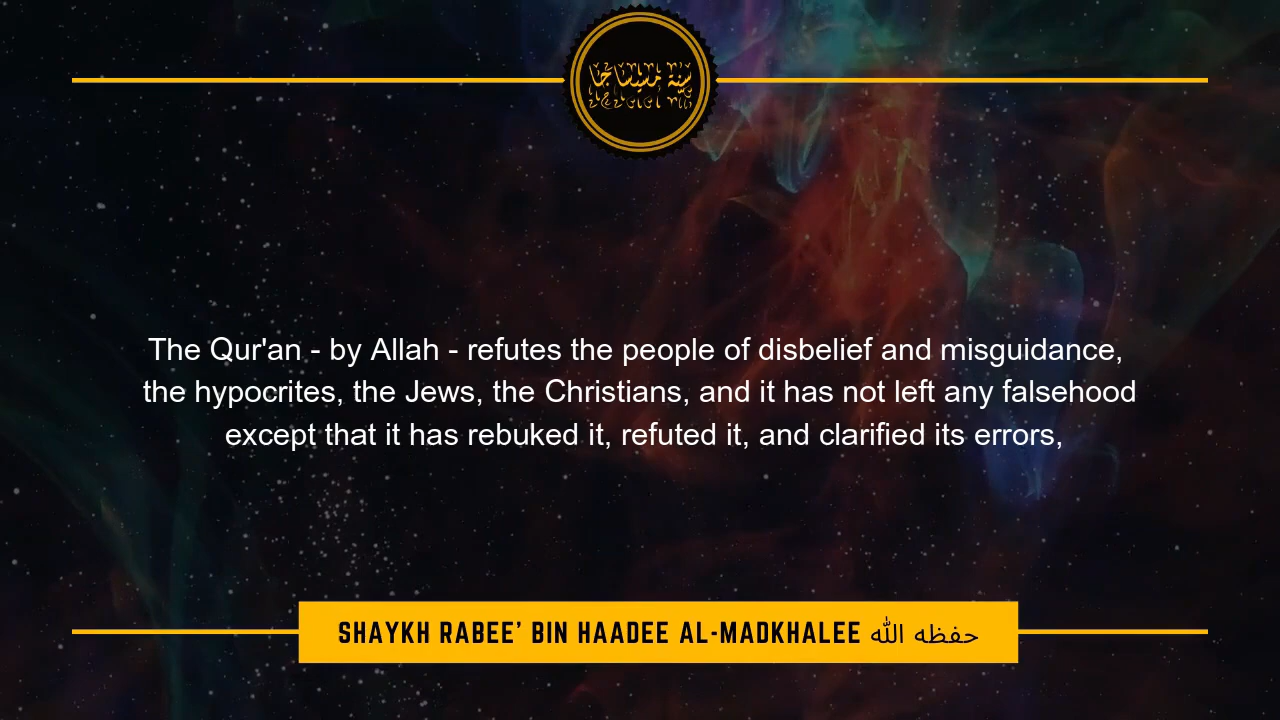 The Qur'an - by Allah - refutes the people of disbelief and misguidance,
the hypocrites, the Jews, the Christians, and it has not left any falsehood
except that it has rebuked it, refuted it, and clarified its errors,
SHAYKH RABEE’ BIN HAADEE AL-MADKHALEE حفظه الله